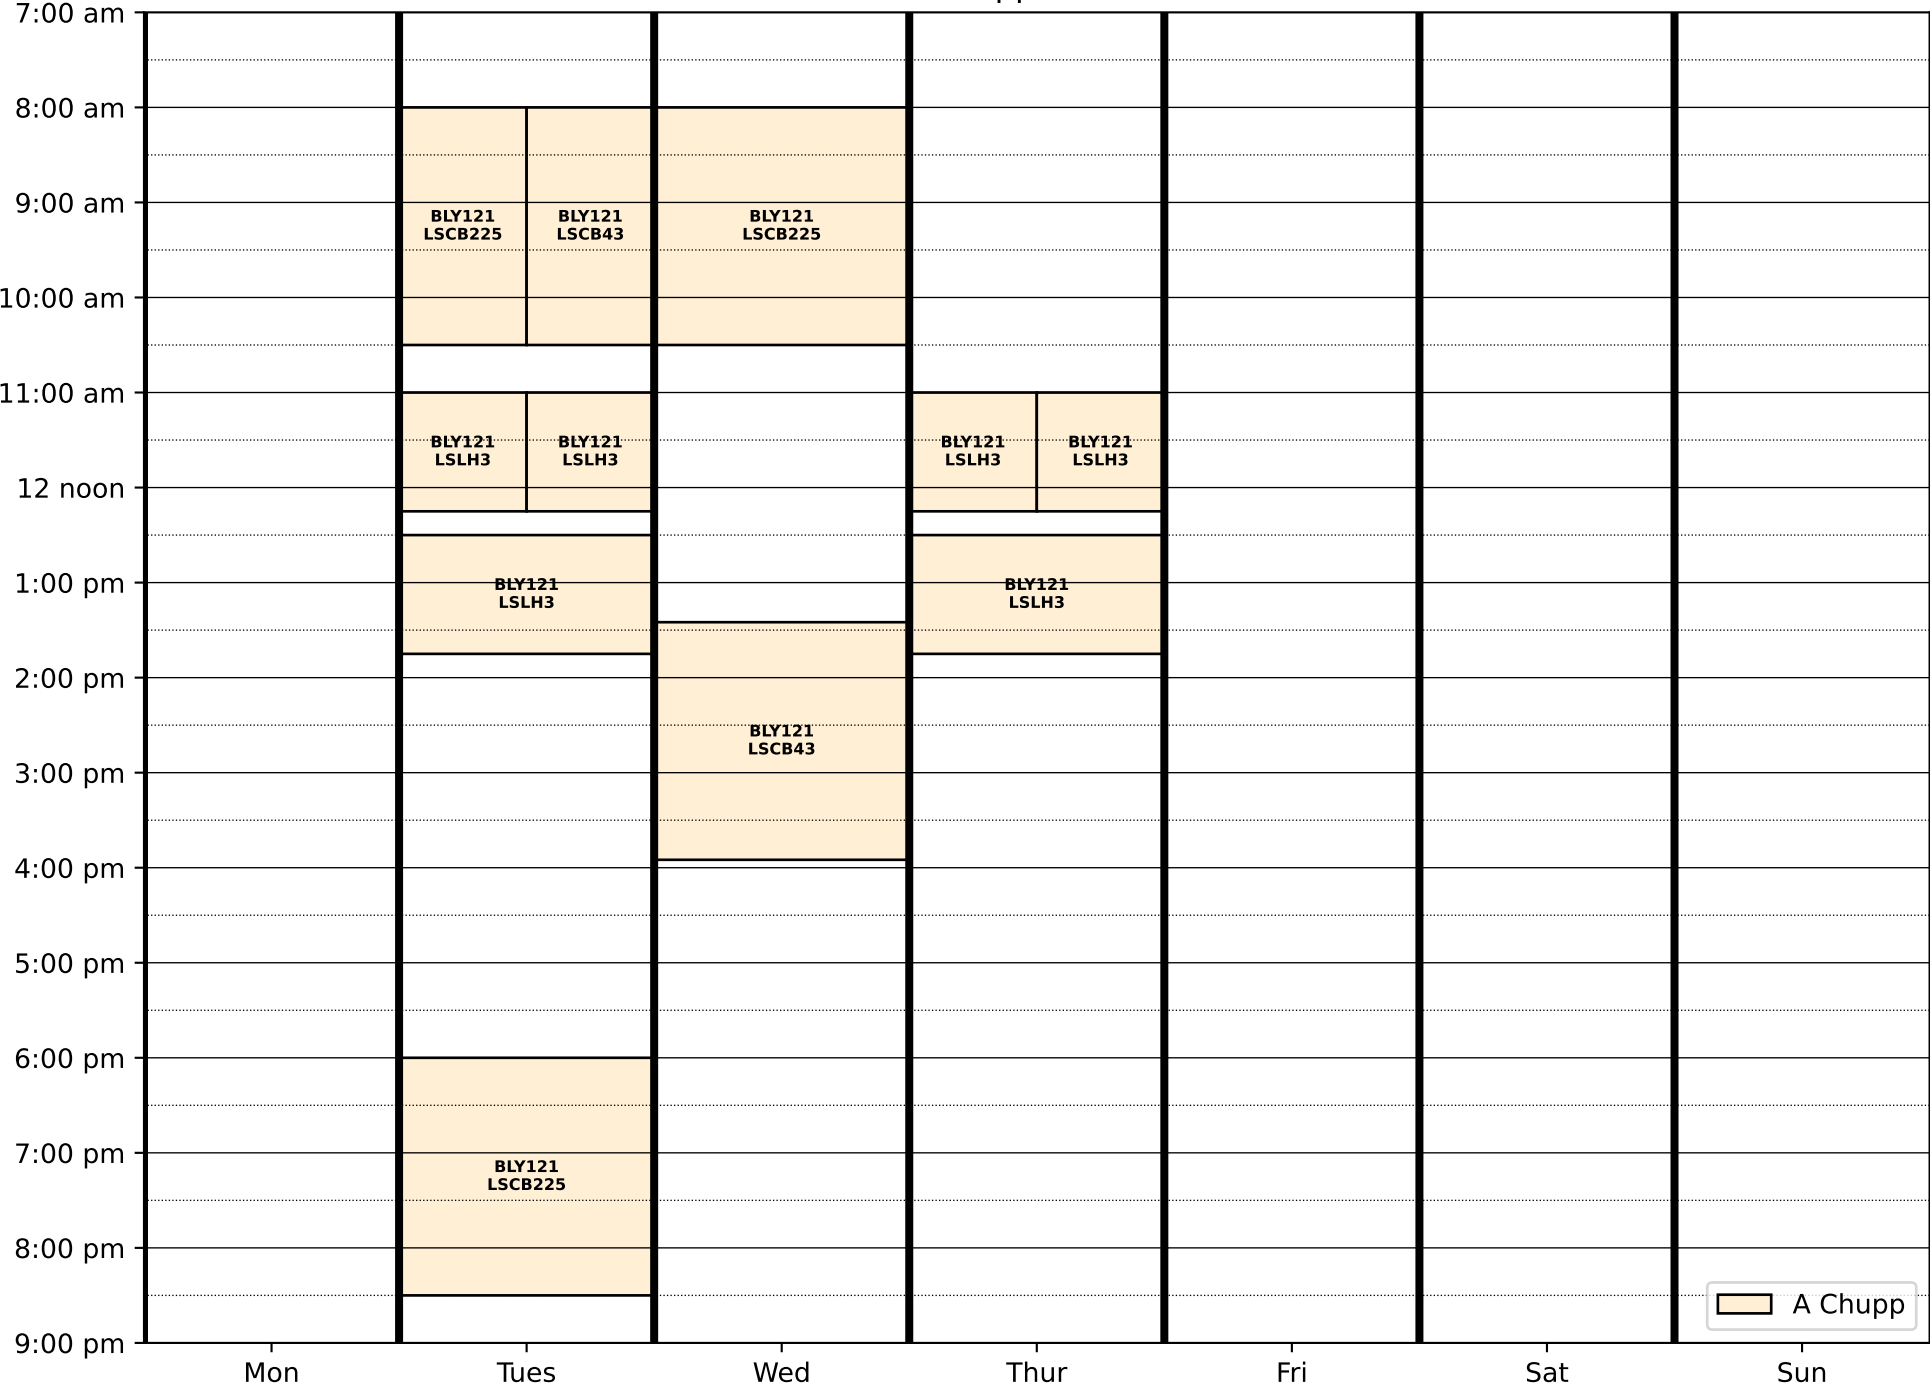 7:00 am
8:00 am
9:00 am
10:00 am
11:00 am
12 noon
1:00 pm
2:00 pm
3:00 pm
4:00 pm
5:00 pm
6:00 pm
7:00 pm
8:00 pm
9:00 pm
BLY121
LSCB225
BLY121
LSCB43
BLY121
LSCB225
BLY121
LSLH3
BLY121
LSLH3
BLY121
LSLH3
BLY121
LSLH3
BLY121
LSLH3
BLY121
LSLH3
BLY121
LSCB43
BLY121
LSCB225
A Chupp
Mon
Tues
Wed
Thur
Fri
Sat
Sun